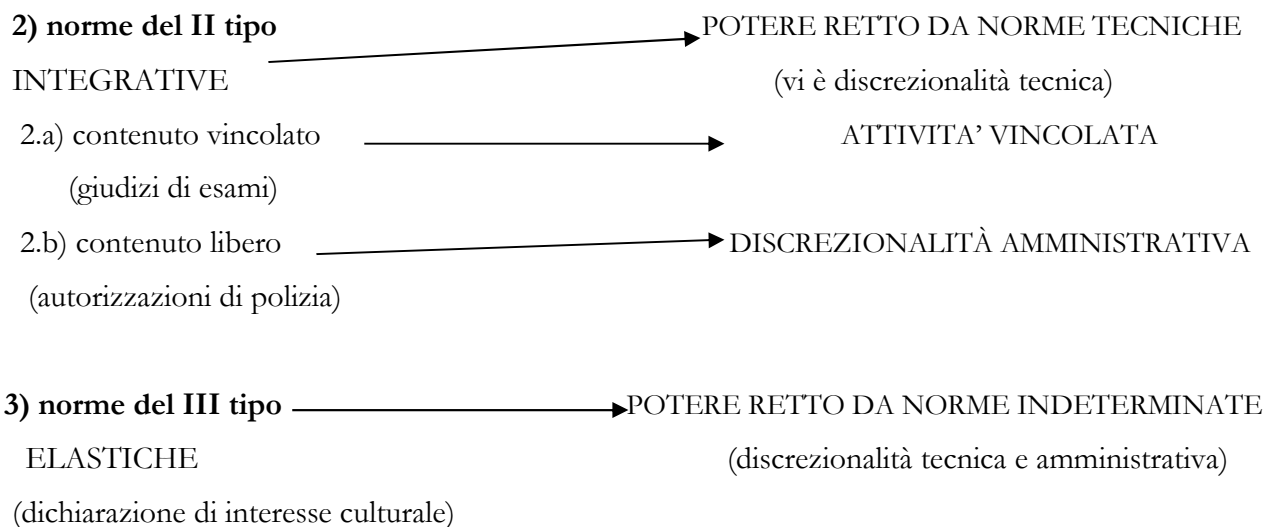 2) norme del II tipo POTERE RETTO DA NORME TECNICHE
INTEGRATIVE (vi è discrezionalità tecnica)
2.a) contenuto vincolato ATTIVITA’ VINCOLATA
(giudizi di esami)
2.b) contenuto libero DISCREZIONALITÀ AMMINISTRATIVA
(autorizzazioni di polizia)
3) norme del III tipo POTERE RETTO DA NORME INDETERMINATE
ELASTICHE (discrezionalità tecnica e amministrativa)
(dichiarazione di interesse culturale)